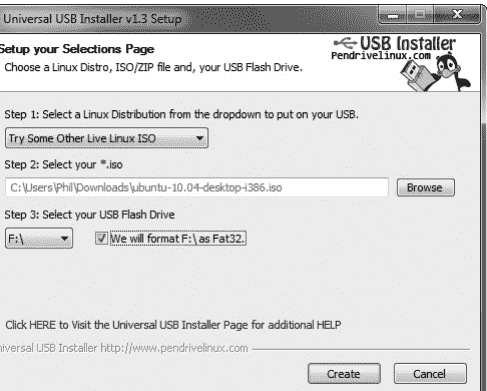 Universal USB Installer v1.3 Setup
Setup your Selections Page
Choose a Linux Distro, ISO/ZIP file and, your USB Flash Drive.
USB Installer
Pendrivelinux.com
Step 1: Select a Linux Distribution from the dropdown to put on your USB.
Try Some Other Live Linux ISO
Step 2: Select your *.iso
C:\Users\Phil\Downloads\ubuntu-10.04-desktop-i386.iso
Browse
Step 3: Select your USB Flash Drive
F:\
We will format F:\ as Fat32.
Click HERE to Visit the Universal USB Installer Page for additional HELP
niversal USB Installer http://www.pendrivelinux.com
Create
Cancel